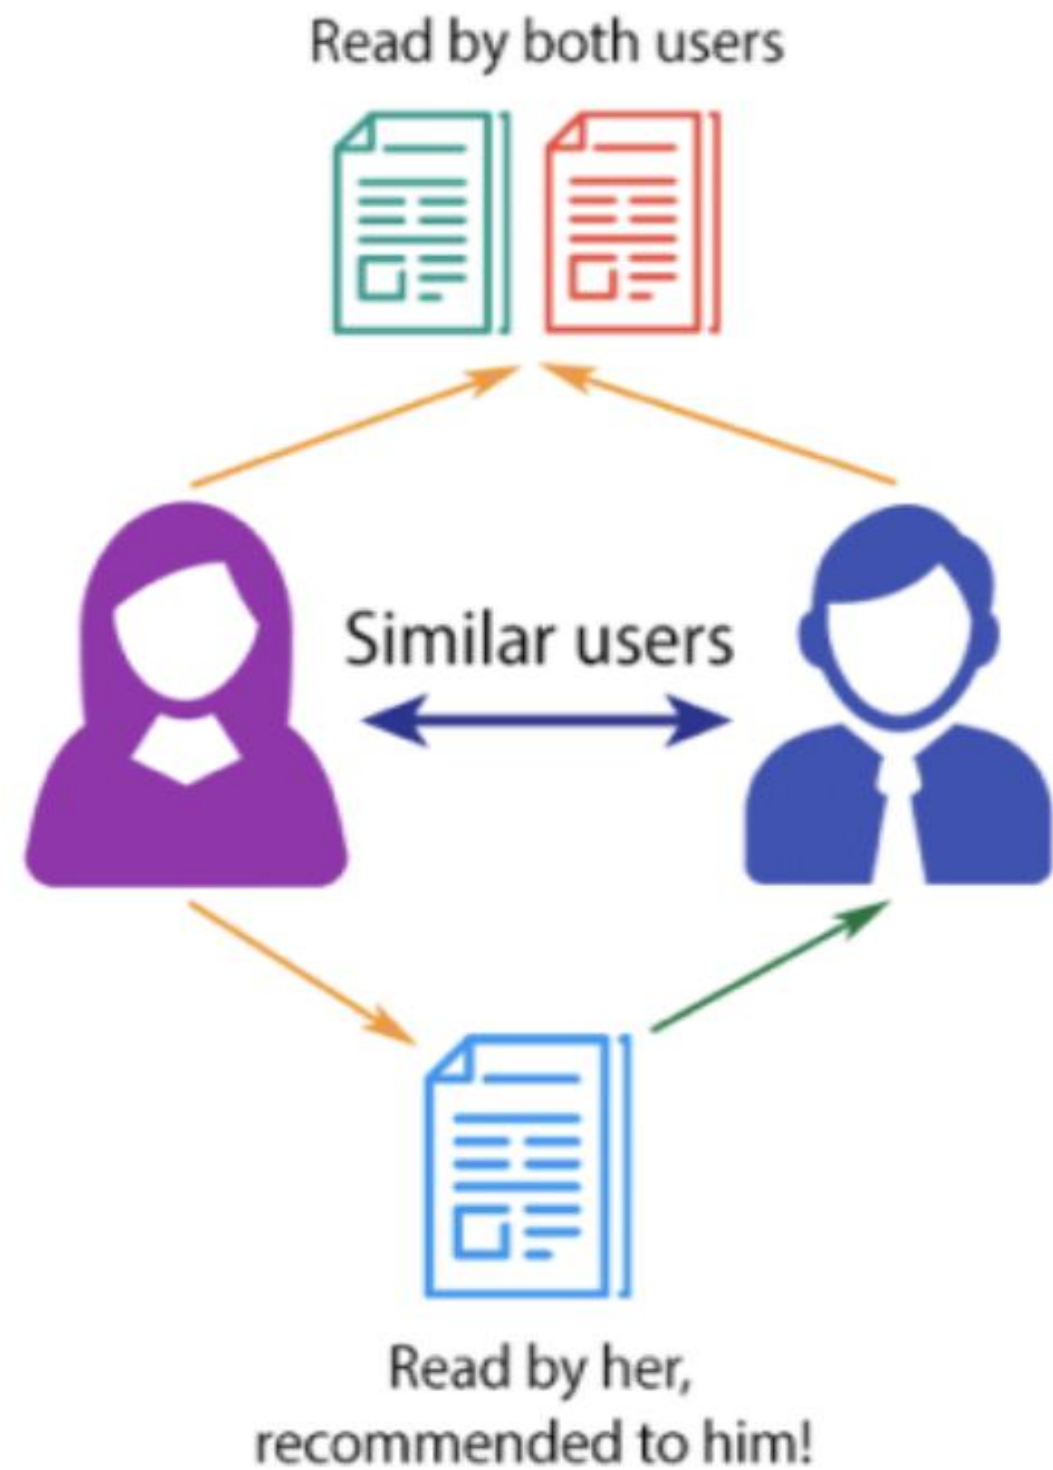 Read by both users
Similar users
Read by her,
recommended to him!